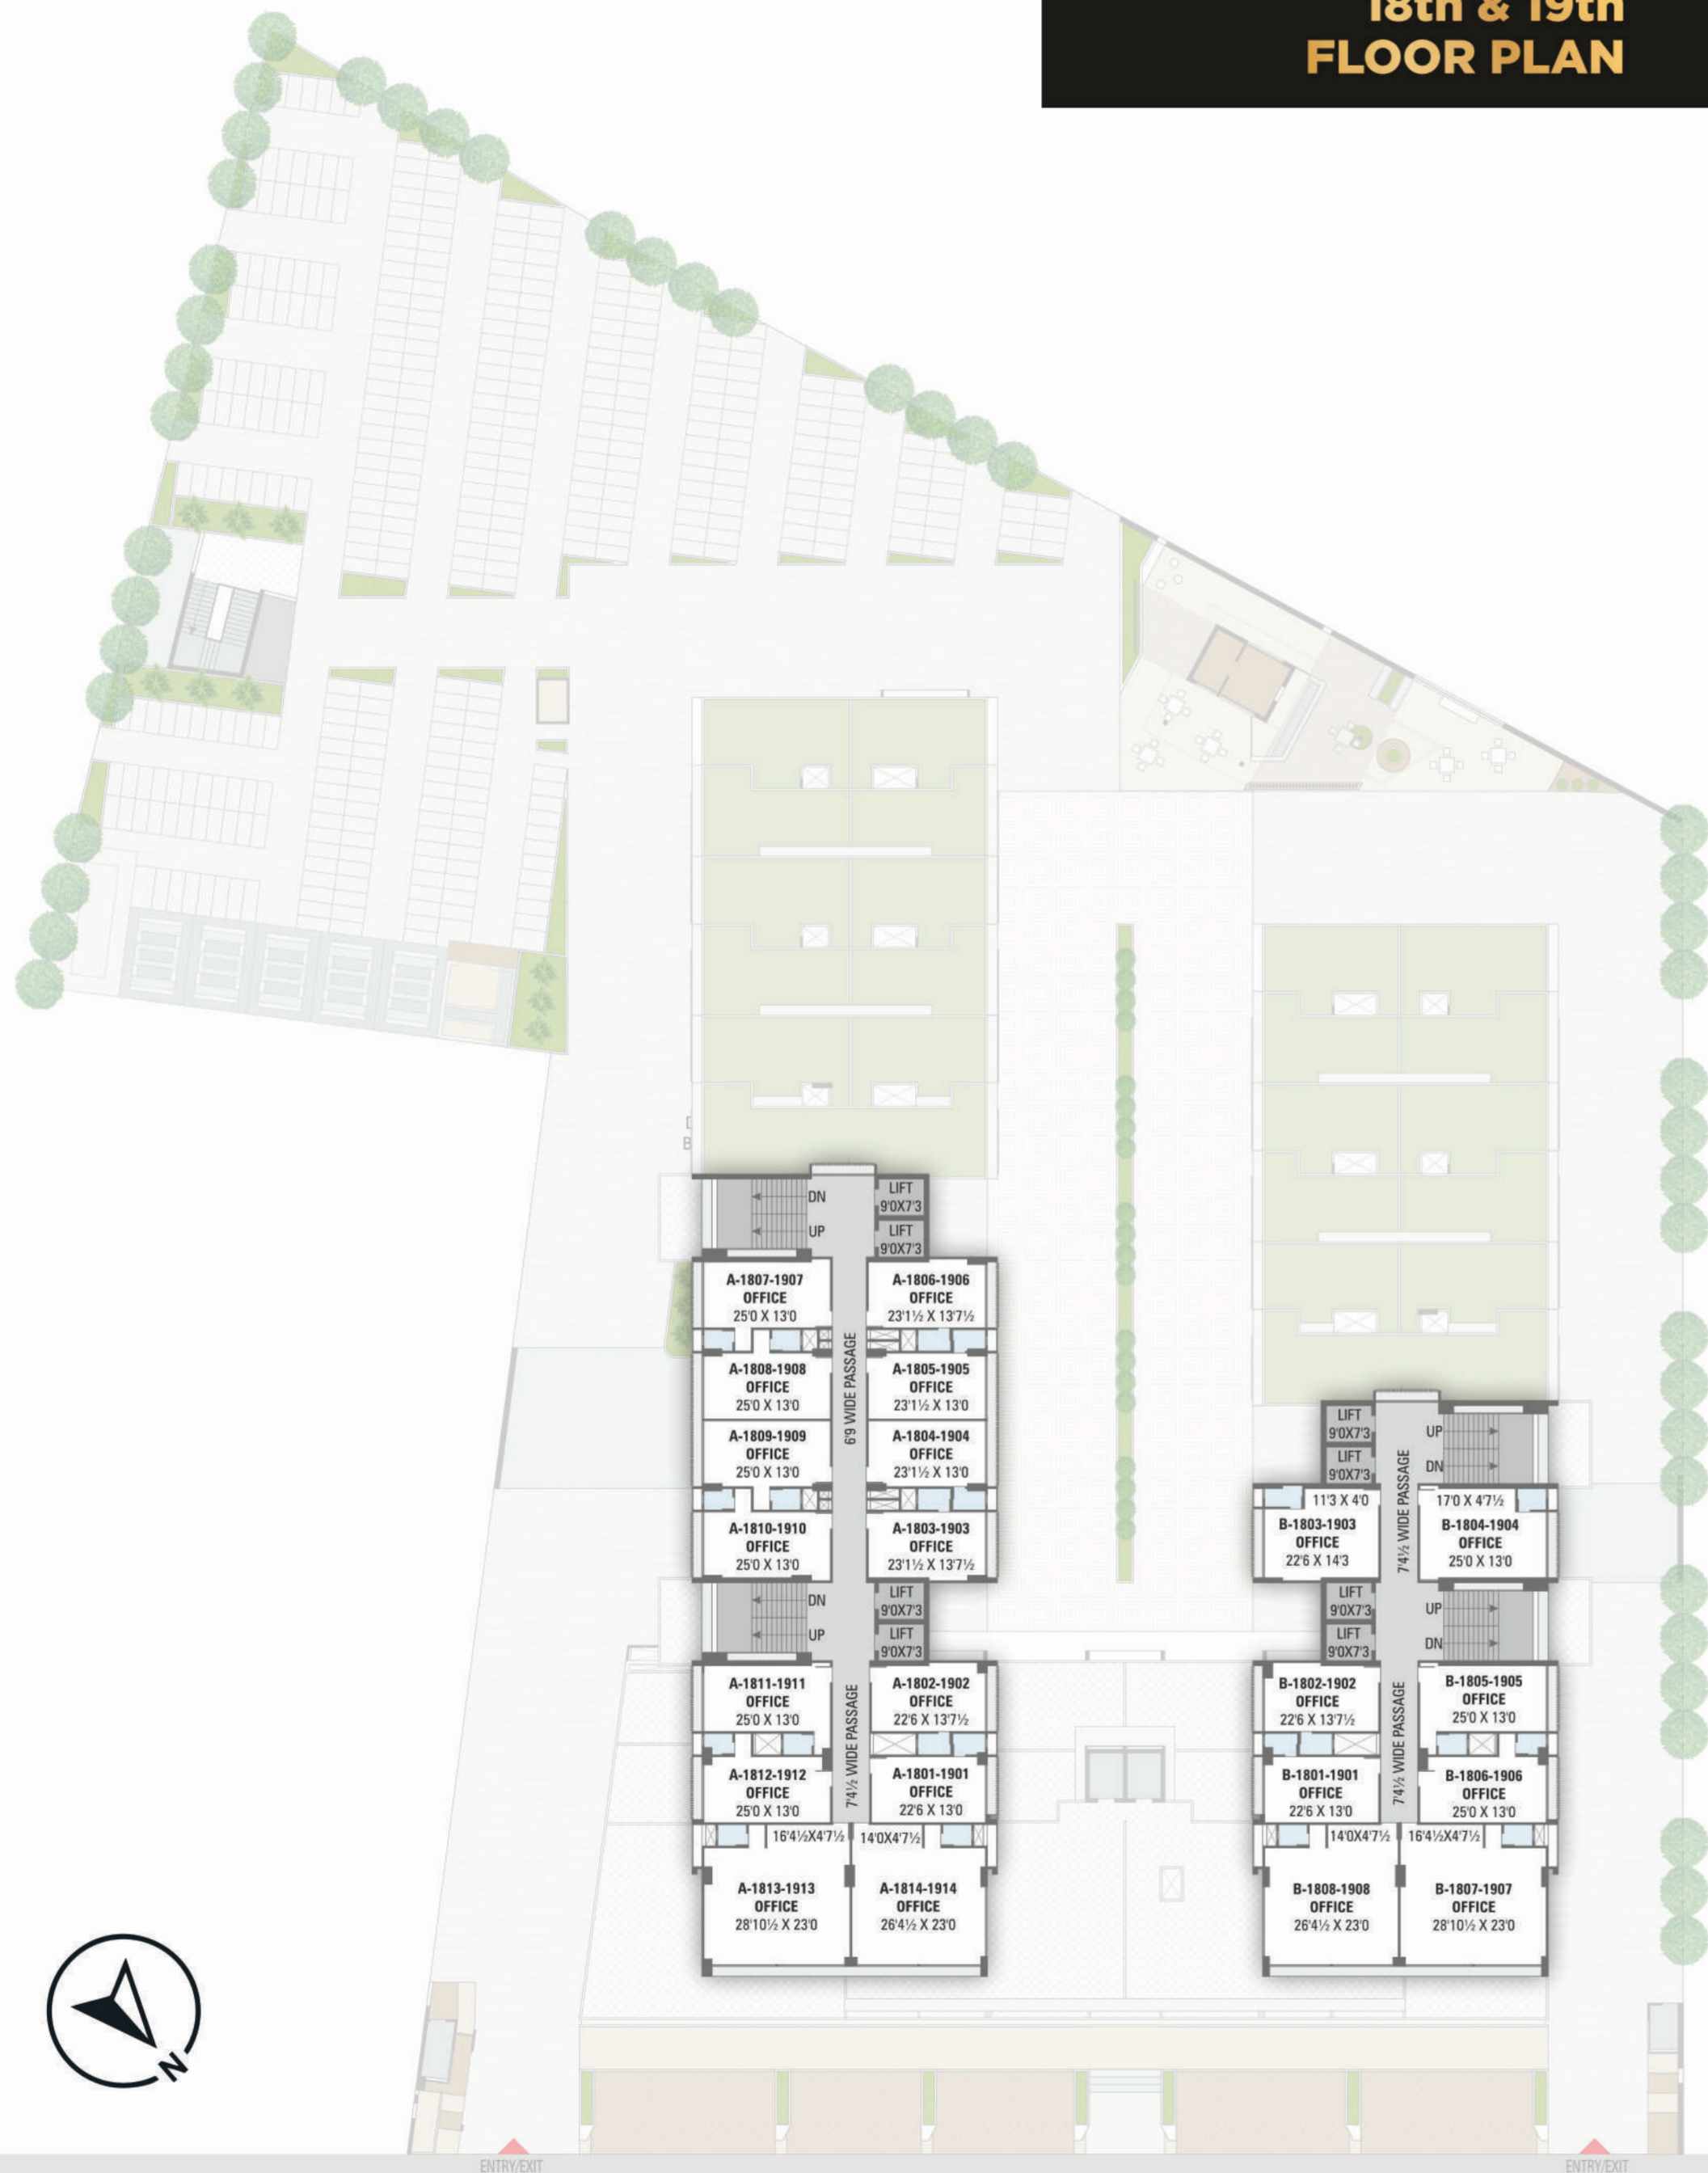 18th & 19th
FLOOR PLAN
DN
UP
LIFT
9'0X7'3
LIFT
9'0X7'3
A-1807-1907
OFFICE
25'0 X 13'0
A-1806-1906
OFFICE
23'1½ X 13'7½
6'9 WIDE PASSAGE
A-1808-1908
OFFICE
25'0 X 13'0
A-1805-1905
OFFICE
23'1½ X 13'0
A-1809-1909
OFFICE
25'0 X 13'0
A-1804-1904
OFFICE
23'1½ X 13'0
A-1810-1910
OFFICE
25'0 X 13'0
A-1803-1903
OFFICE
23'1½ X 13'7½
DN
UP
LIFT
9'0X7'3
LIFT
9'0X7'3
A-1811-1911
OFFICE
25'0 X 13'0
A-1802-1902
OFFICE
22'6 X 13'7½
7'4½ WIDE PASSAGE
A-1812-1912
OFFICE
25'0 X 13'0
A-1801-1901
OFFICE
22'6 X 13'0
16'4½X4'7½
14'0X4'7½
A-1813-1913
OFFICE
28'10½ X 23'0
A-1814-1914
OFFICE
26'4½ X 23'0
LIFT
9'0X7'3
LIFT
9'0X7'3
UP
DN
7'4½ WIDE PASSAGE
11'3 X 4'0
B-1803-1903
OFFICE
22'6 X 14'3
17'0 X 4'7½
B-1804-1904
OFFICE
25'0 X 13'0
LIFT
9'0X7'3
LIFT
9'0X7'3
UP
DN
B-1802-1902
OFFICE
22'6 X 13'7½
B-1805-1905
OFFICE
25'0 X 13'0
7'4½ WIDE PASSAGE
B-1801-1901
OFFICE
22'6 X 13'0
B-1806-1906
OFFICE
25'0 X 13'0
14'0X4'7½
16'4½X4'7½
B-1808-1908
OFFICE
26'4½ X 23'0
B-1807-1907
OFFICE
28'10½ X 23'0
N
ENTRY/EXIT
ENTRY/EXIT